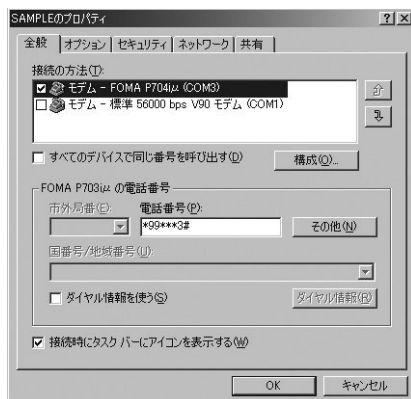 SAMPLEのプロパティ
全般 オプション セキュリティ ネットワーク 共有
接続の方法(T):
モデム - FOMA P704iμ (COM3)
モデム - 標準 56000 bps V90 モデム (COM1)
すべてのデバイスで同じ番号を呼び出す(D) 構成(O)...
FOMA P703iμ の電話番号
市外局番(E): 電話番号(P):
*99***3# その他(N)
国番号/地域番号(U):
ダイヤル情報を使う(S) ダイヤル情報(R)
接続時にタスク バーにアイコンを表示する(W)
OK キャンセル